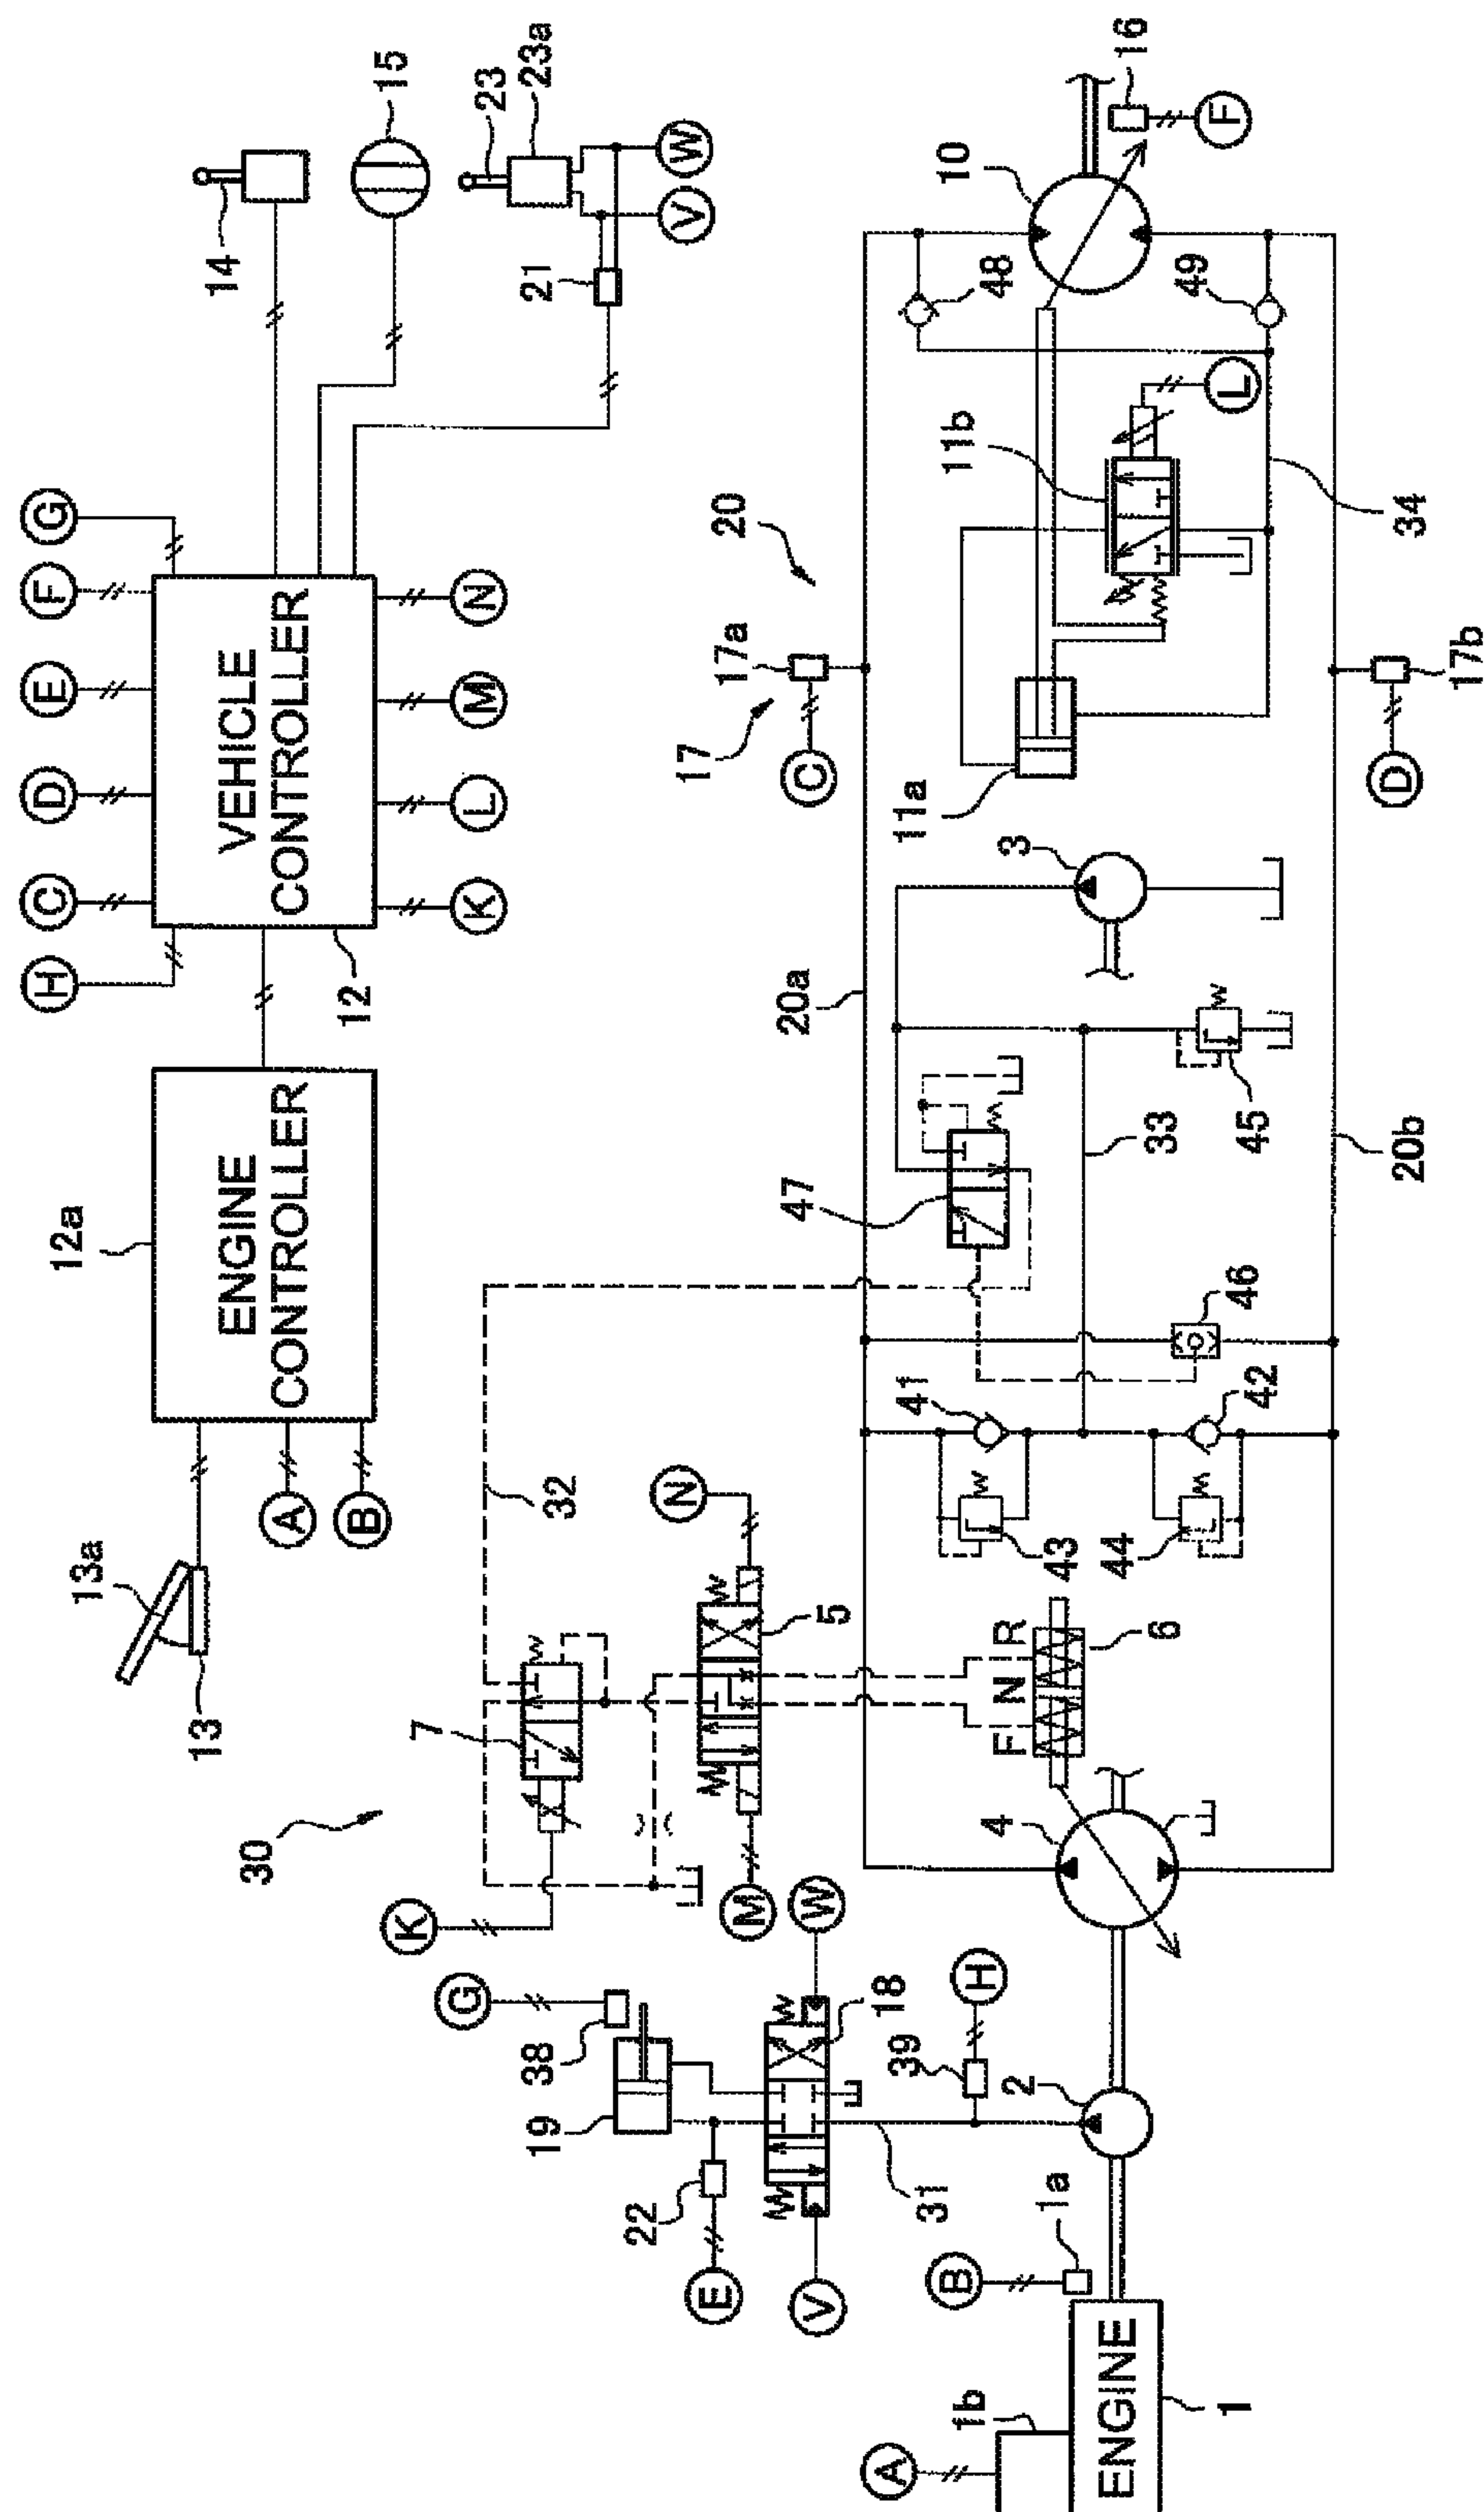 12a
ENGINE
CONTROLLER
VEHICLE
CONTROLLER
12
H
C
D
E
F
G
K
L
M
N
14
15
23
23a
21
V
W
13a
13
A
B
30
K
7
32
N
5
M
G
38
19
22
E
V
W
18
H
39
31
2
B
1a
1b
A
ENGINE
1
4
F
N
R
6
43
44
41
42
46
47
33
45
20a
20b
3
17
17a
C
20
11a
11b
L
34
48
49
10
16
F
17b
D